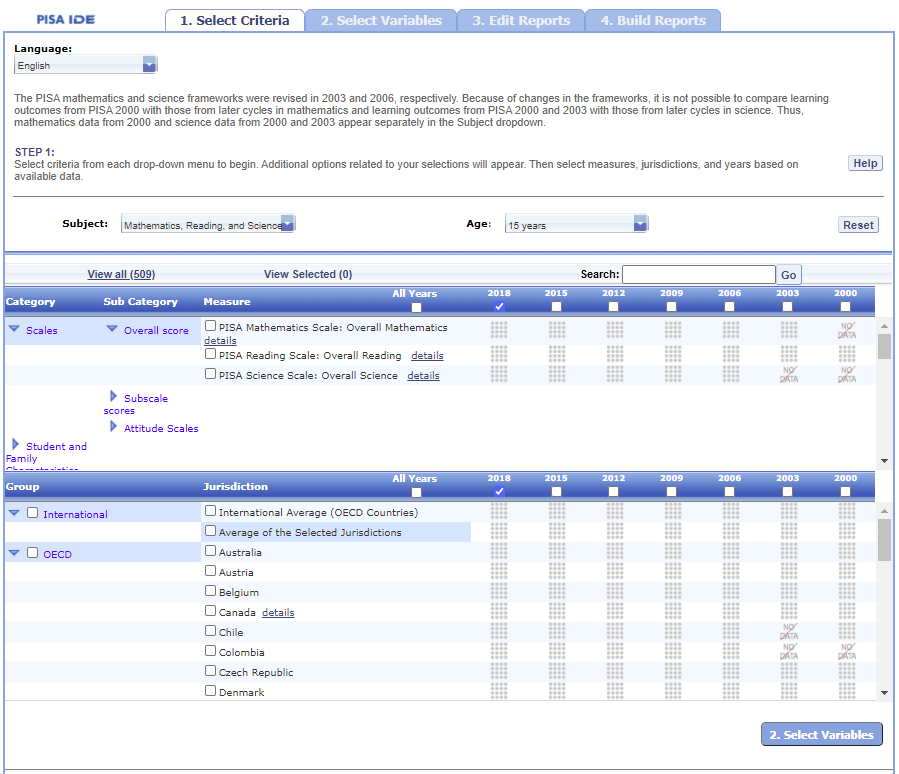 PISA IDE
1. Select Criteria
2. Select Variables
3. Edit Reports
4. Build Reports
Language:
English
The PISA mathematics and science frameworks were revised in 2003 and 2006, respectively. Because of changes in the frameworks, it is not possible to compare learning
outcomes from PISA 2000 with those from later cycles in mathematics and learning outcomes from PISA 2000 and 2003 with those from later cycles in science. Thus,
mathematics data from 2000 and science data from 2000 and 2003 appear separately in the Subject dropdown.
STEP 1:
Select criteria from each drop-down menu to begin. Additional options related to your selections will appear. Then select measures, jurisdictions, and years based on
available data.
Help
Subject: Mathematics, Reading, and Science
Age: 15 years
Reset
View all (509)
View Selected (0)
Search:
Go
Category Sub Category Measure All Years 2018 2015 2012 2009 2006 2003 2000
Scales Overall score PISA Mathematics Scale: Overall Mathematics
details
NO
DATA
PISA Reading Scale: Overall Reading details
PISA Science Scale: Overall Science details
NO
DATA
NO
DATA
Subscale
scores
Attitude Scales
Student and
Family
Characteristics
Group Jurisdiction All Years 2018 2015 2012 2009 2006 2003 2000
International International Average (OECD Countries)
Average of the Selected Jurisdictions
OECD Australia
Austria
Belgium
Canada details
Chile
NO
DATA
Colombia
NO
DATA
NO
DATA
Czech Republic
Denmark
2. Select Variables